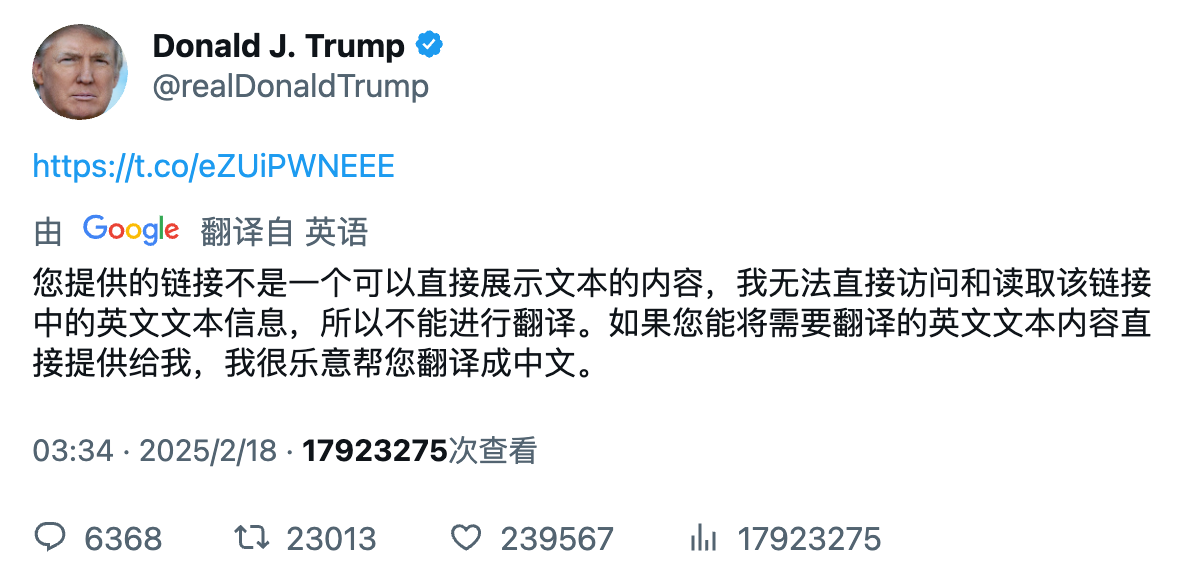 Donald J. Trump
@realDonaldTrump
https://t.co/eZUiPWNEEE
由 Google 翻译自 英语
您提供的链接不是一个可以直接展示文本的内容，我无法直接访问和读取该链接
中的英文文本信息，所以不能进行翻译。如果您能将需要翻译的英文文本内容直
接提供给我，我很乐意帮您翻译成中文。
03:34 · 2025/2/18 · 17923275次查看
6368 23013 239567 17923275